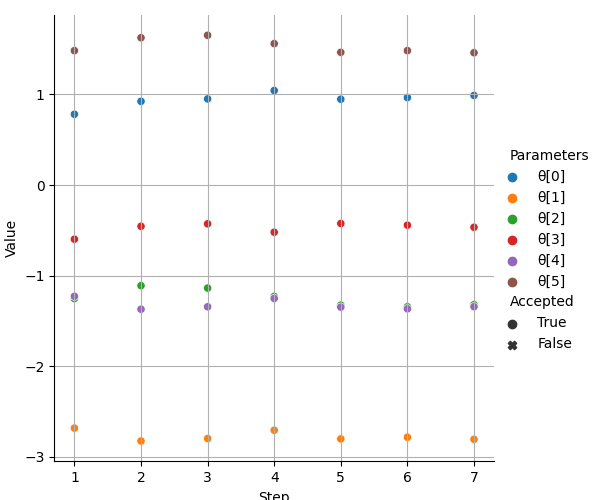 1
0
−1
−2
−3
Value
1 2 3 4 5 6 7
Step
Parameters
θ[0]
θ[1]
θ[2]
θ[3]
θ[4]
θ[5]
Accepted
True
False